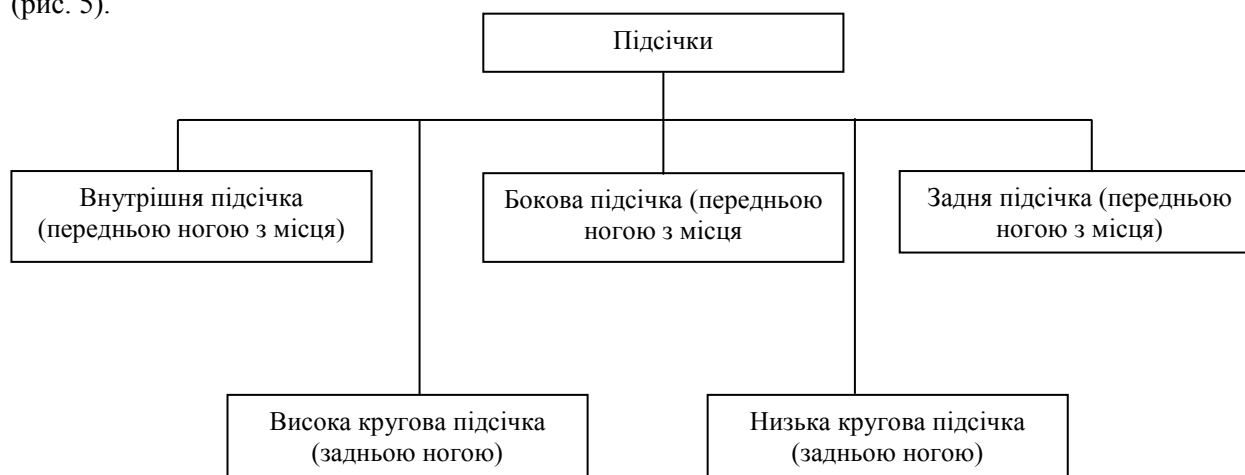 (рис. 5).
Підсічки
Внутрішня підсічка
(передньою ногою з місця)
Бокова підсічка (передньою
ногою з місця
Задня підсічка (передньою
ногою з місця)
Висока кругова підсічка
(задньою ногою)
Низька кругова підсічка
(задньою ногою)